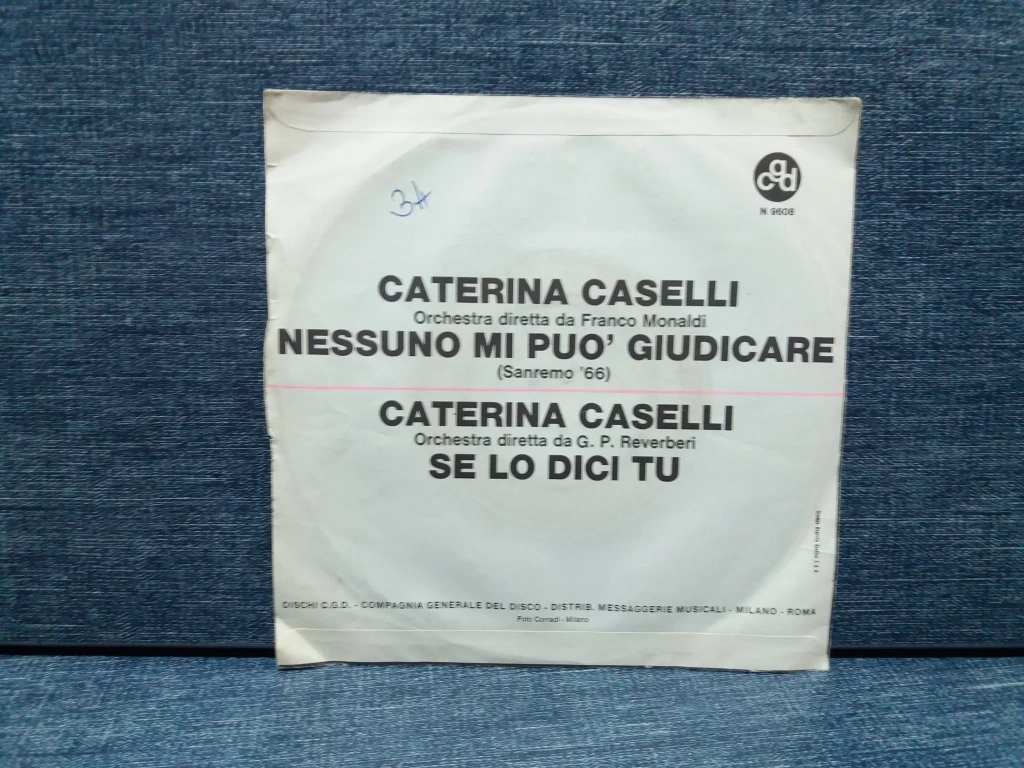 cgd
N 9608
3A
CATERINA CASELLI
Orchestra diretta da Franco Monaldi
NESSUNO MI PUO' GIUDICARE
(Sanremo '66)
CATERINA CASELLI
Orchestra diretta da G. P. Reverberi
SE LO DICI TU
DISCHI C.G.D. - COMPAGNIA GENERALE DEL DISCO - DISTRIB. MESSAGGERIE MUSICALI - MILANO - ROMA
Foto Corradi - Milano